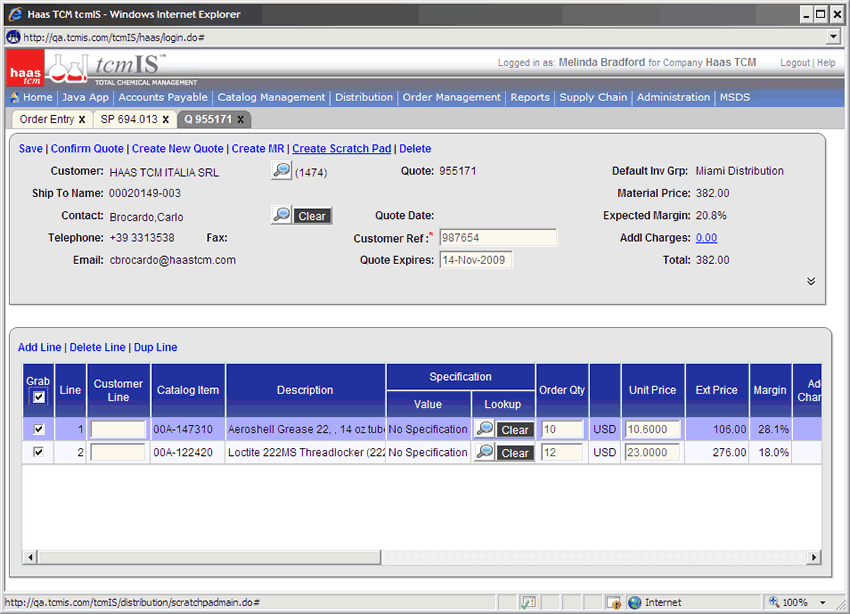 Haas TCM tcmIS - Windows Internet Explorer
http://qa.tcmis.com/tcmIS/haas/login.do#
haas tcm tcmIS™ TOTAL CHEMICAL MANAGEMENT
Logged in as: Melinda Bradford for Company Haas TCM Logout | Help
Home | Java App | Accounts Payable | Catalog Management | Distribution | Order Management | Reports | Supply Chain | Administration | MSDS
Order Entry x SP 694.013 x Q 955171 x
Save | Confirm Quote | Create New Quote | Create MR | Create Scratch Pad | Delete
Customer: HAAS TCM ITALIA SRL (1474) Quote: 955171 Default Inv Grp: Miami Distribution
Ship To Name: 00020149-003 Material Price: 382.00
Contact: Brocardo,Carlo Clear Quote Date: Expected Margin: 20.8%
Telephone: +39 3313538 Fax: Customer Ref:* 987654 Addl Charges: 0.00
Email: cbrocardo@haastcm.com Quote Expires: 14-Nov-2009 Total: 382.00
Add Line | Delete Line | Dup Line
Grab Line Customer Line Catalog Item Description Specification Value Lookup Order Qty Unit Price Ext Price Margin Ad Char
1 00A-147310 Aeroshell Grease 22, , 14 oz tube No Specification Clear 10 USD 10.6000 106.00 28.1%
2 00A-122420 Loctite 222MS Threadlocker (222 No Specification Clear 12 USD 23.0000 276.00 18.0%
http://qa.tcmis.com/tcmIS/distribution/scratchpadmain.do# Internet 100%